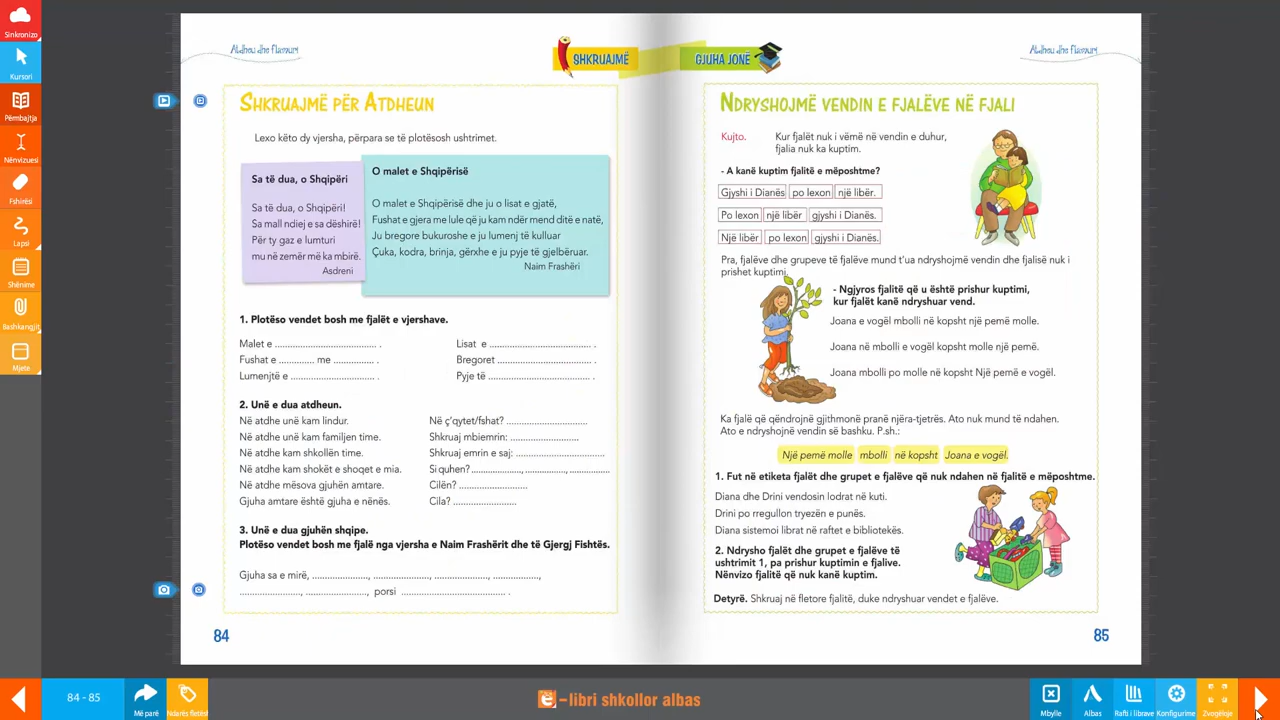 Sinkronizo
Kursori
Përmbajtja
Nënvizuesi
Fshirësi
Lapsi
Shënime
Bashkangjit
Mjete
Atdheu dhe flamuri
SHKRUAJMË
SHKRUAJMË PËR ATDHEUN
Lexo këto dy vjersha, përpara se të plotësosh ushtrimet.
Sa të dua, o Shqipëri
Sa të dua, o Shqipëri!
Sa mall ndiej e sa dëshirë!
Për ty gaz e lumturi
mu në zemër më ka mbirë.
Asdreni
O malet e Shqipërisë
O malet e Shqipërisë dhe ju o lisat e gjatë,
Fushat e gjera me lule që ju kam ndër mend ditë e natë,
Ju bregore bukuroshe e ju lumenj të kulluar
Çuka, kodra, brinja, gërxhe e ju pyje të gjelbëruar.
Naim Frashëri
1. Plotëso vendet bosh me fjalët e vjershave.
Malet e .................................. . Lisat e ................................... .
Fushat e ............ me .............. . Bregoret ................................ .
Lumenjtë e ............................ . Pyje të ................................... .
2. Unë e dua atdheun.
Në atdhe unë kam lindur. Në ç'qytet/fshat? ............................
Në atdhe unë kam familjen time. Shkruaj mbiemrin: ........................
Në atdhe kam shkollën time. Shkruaj emrin e saj: ...............................
Në atdhe kam shokët e shoqet e mia. Si quhen? .................., .............., ..............
Në atdhe mësova gjuhën amtare. Cilën? ........................
Gjuha amtare është gjuha e nënës. Cila? ......................
3. Unë e dua gjuhën shqipe.
Plotëso vendet bosh me fjalë nga vjersha e Naim Frashërit dhe të Gjergj Fishtës.
Gjuha sa e mirë, ...................., ...................., ..................., ................,
....................., ....................., porsi .................................... .
84
Atdheu dhe flamuri
GJUHA JONË
NDRYSHOJMË VENDIN E FJALËVE NË FJALI
Kujto. Kur fjalët nuk i vëmë në vendin e duhur,
fjalia nuk ka kuptim.
- A kanë kuptim fjalitë e mëposhtme?
Gjyshi i Dianës po lexon një libër.
Po lexon një libër gjyshi i Dianës.
Një libër po lexon gjyshi i Dianës.
Pra, fjalëve dhe grupeve të fjalëve mund t'ua ndryshojmë vendin dhe fjalisë nuk i
prishet kuptimi.
- Ngjyros fjalitë që u është prishur kuptimi,
kur fjalët kanë ndryshuar vend.
Joana e vogël mbolli në kopsht një pemë molle.
Joana në mbolli e vogël kopsht molle një pemë.
Joana mbolli po molle në kopsht Një pemë e vogël.
Ka fjalë që qëndrojnë gjithmonë pranë njëra-tjetrës. Ato nuk mund të ndahen.
Ato e ndryshojnë vendin së bashku. P.sh.:
Një pemë molle mbolli në kopsht Joana e vogël.
1. Fut në etiketa fjalët dhe grupet e fjalëve që nuk ndahen në fjalitë e mëposhtme.
Diana dhe Drini vendosin lodrat në kuti.
Drini po rregullon tryezën e punës.
Diana sistemoi librat në raftet e bibliotekës.
2. Ndrysho fjalët dhe grupet e fjalëve të
ushtrimit 1, pa prishur kuptimin e fjalive.
Nënvizo fjalitë që nuk kanë kuptim.
Detyrë. Shkruaj në fletore fjalitë, duke ndryshuar vendet e fjalëve.
85
84 - 85
Më parë
Ndarës fletësh
e - libri shkollor albas
Mbylle
Albas
Rafti i librave
Konfigurime
Zvogëloje